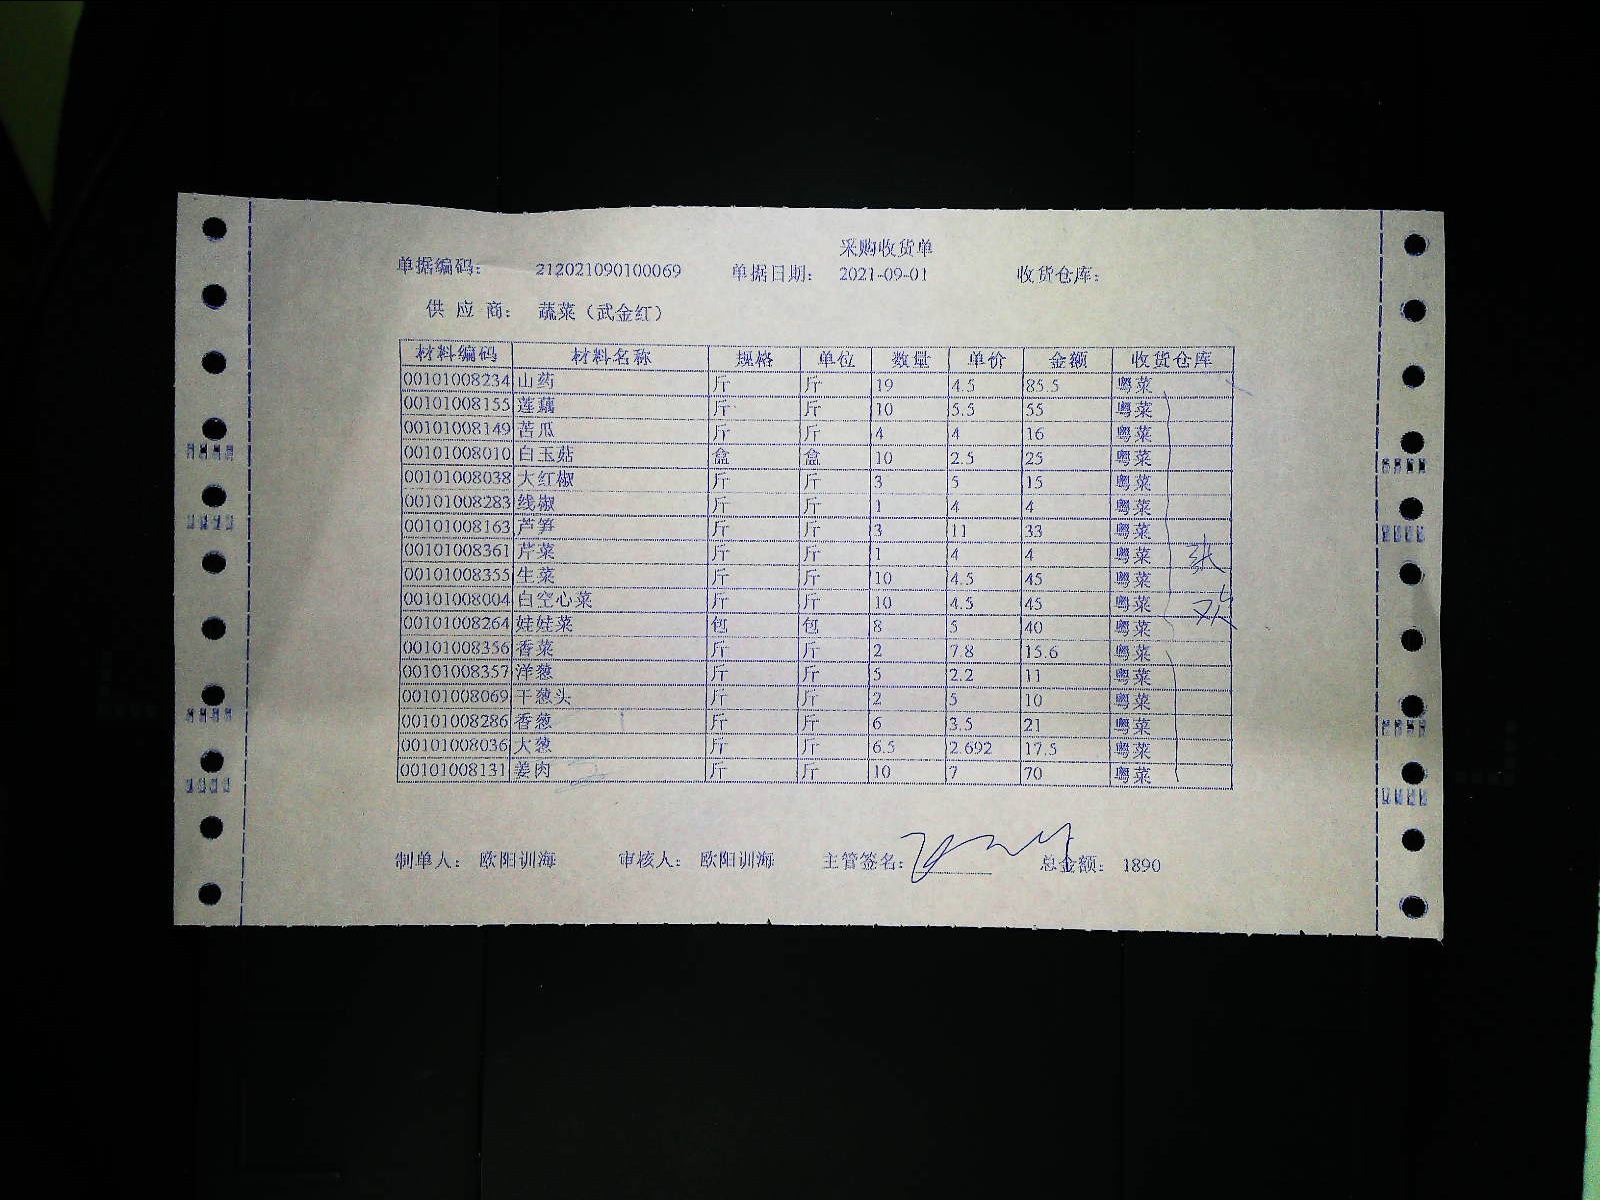 采购收货单
单据编码： 212021090100069 单据日期： 2021-09-01 收货仓库：
供 应 商： 蔬菜（武金红）
材料编码 材料名称 规格 单位 数量 单价 金额 收货仓库
00101008234 山药 斤 斤 19 4.5 85.5 粤菜
00101008155 莲藕 斤 斤 10 5.5 55 粤菜
00101008149 苦瓜 斤 斤 4 4 16 粤菜
00101008010 白玉菇 盒 盒 10 2.5 25 粤菜
00101008038 大红椒 斤 斤 3 5 15 粤菜
00101008283 线椒 斤 斤 1 4 4 粤菜
00101008163 芦笋 斤 斤 3 11 33 粤菜
00101008361 芹菜 斤 斤 1 4 4 粤菜
00101008355 生菜 斤 斤 10 4.5 45 粤菜
00101008004 白空心菜 斤 斤 10 4.5 45 粤菜
00101008264 娃娃菜 包 包 8 5 40 粤菜
00101008356 香菜 斤 斤 2 7.8 15.6 粤菜
00101008357 洋葱 斤 斤 5 2.2 11 粤菜
00101008069 干葱头 斤 斤 2 5 10 粤菜
00101008286 香葱 斤 斤 6 3.5 21 粤菜
00101008036 大葱 斤 斤 6.5 2.692 17.5 粤菜
00101008131 姜肉 斤 斤 10 7 70 粤菜
制单人： 欧阳训海 审核人： 欧阳训海 主管签名： 总金额： 1890